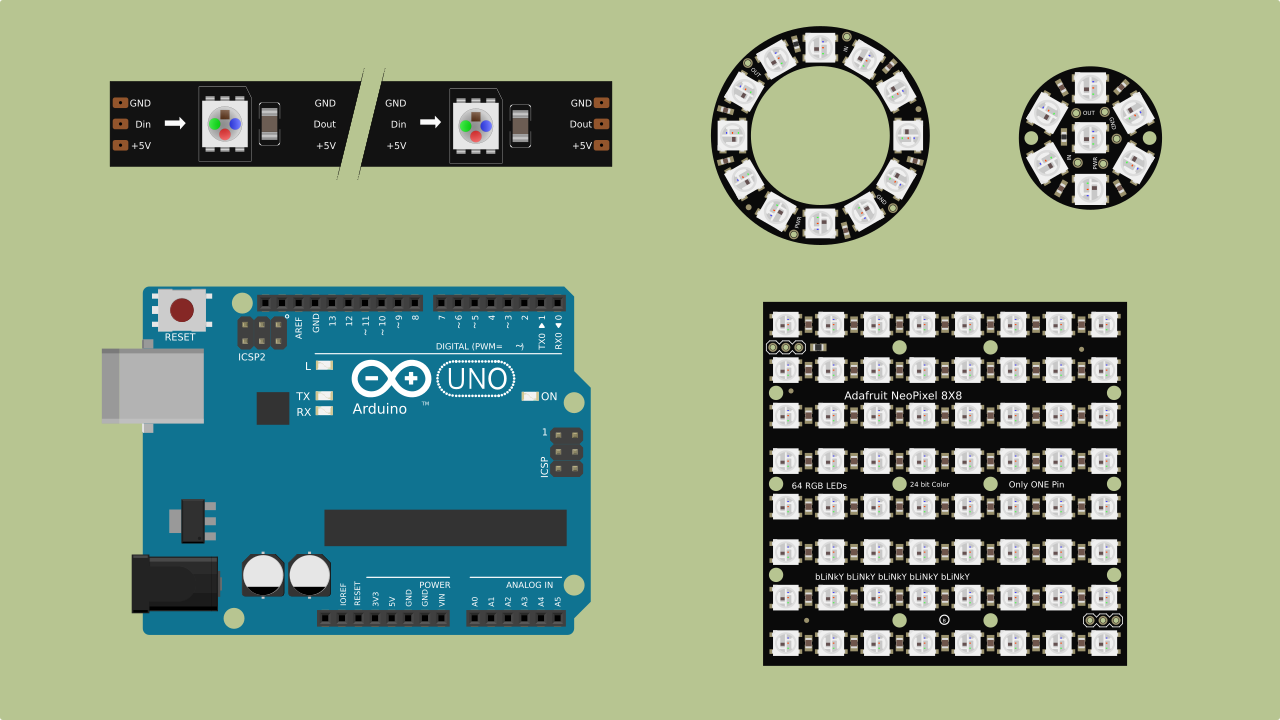 GND
Din
+5V
GND
Dout
+5V
GND
Din
+5V
GND
Dout
+5V
OUT
IN
GND
PWR
OUT
GND
IN
PWR
RESET
ICSP2
AREF
GND
13
12
~11
~10
~9
8
7
~6
~5
4
~3
2
TX0 ▶ 1
RX0 ◀ 0
DIGITAL (PWM= ~)
L
TX
RX
Arduino
™
UNO
ON
1
ICSP
IOREF
RESET
3V3
5V
GND
GND
VIN
POWER
ANALOG IN
A0
A1
A2
A3
A4
A5
Adafruit NeoPixel 8X8
64 RGB LEDs 24 bit Color Only ONE Pin
bLiNkY bLiNkY bLiNkY bLiNkY bLiNkY